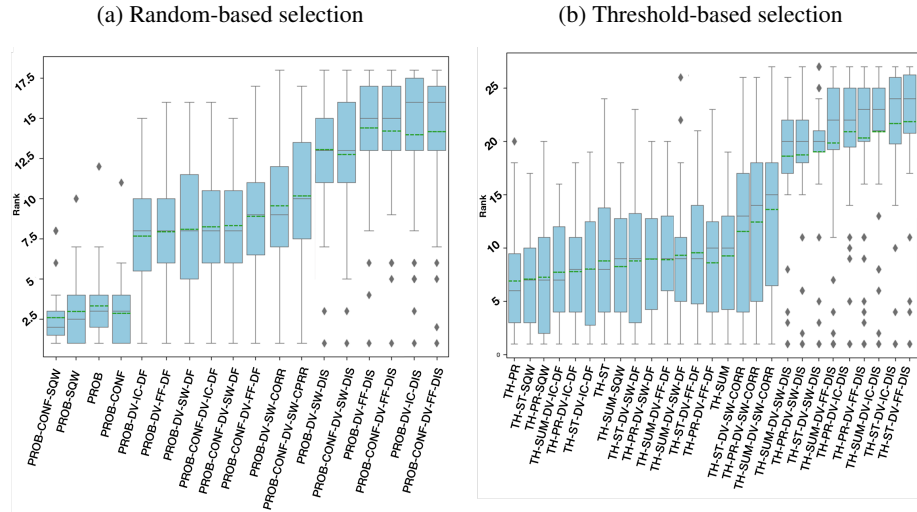 (a) Random-based selection
17.5
15
12.5
10
7.5
5
2.5
Rank
PROB-CONF-SQW
PROB-SQW
PROB
PROB-CONF
PROB-DV-IC-DF
PROB-DV-FF-DF
PROB-DV-SW-DF
PROB-CONF-DV-IC-DF
PROB-CONF-DV-SW-DF
PROB-CONF-DV-FF-DF
PROB-DV-SW-CORR
PROB-CONF-DV-SW-CPRR
PROB-DV-SW-DIS
PROB-CONF-DV-SW-DIS
PROB-DV-FF-DIS
PROB-CONF-DV-FF-DIS
PROB-DV-IC-DIS
PROB-CONF-DV-FF-DIS
(b) Threshold-based selection
25
20
15
10
5
0
Rank
TH-PR
TH-ST-SQW
TH-PR-SQW
TH-SUM-DV-IC-DF
TH-PR-DV-IC-DF
TH-ST-DV-IC-DF
TH-ST
TH-SUM-SQW
TH-ST-DV-SW-DF
TH-PR-DV-SW-DF
TH-SUM-DV-FF-DF
TH-SUM-DV-SW-DF
TH-ST-DV-FF-DF
TH-PR-DV-FF-DF
TH-SUM
TH-ST-DV-SW-CORR
TH-PR-DV-SW-CORR
TH-SUM-DV-SW-CORR
TH-SUM-DV-SW-DIS
TH-PR-DV-SW-DIS
TH-ST-DV-SW-DIS
TH-SUM-DV-FF-DIS
TH-PR-DV-IC-DIS
TH-PR-DV-FF-DIS
TH-SUM-DV-IC-DIS
TH-ST-DV-IC-DIS
TH-ST-DV-FF-DIS